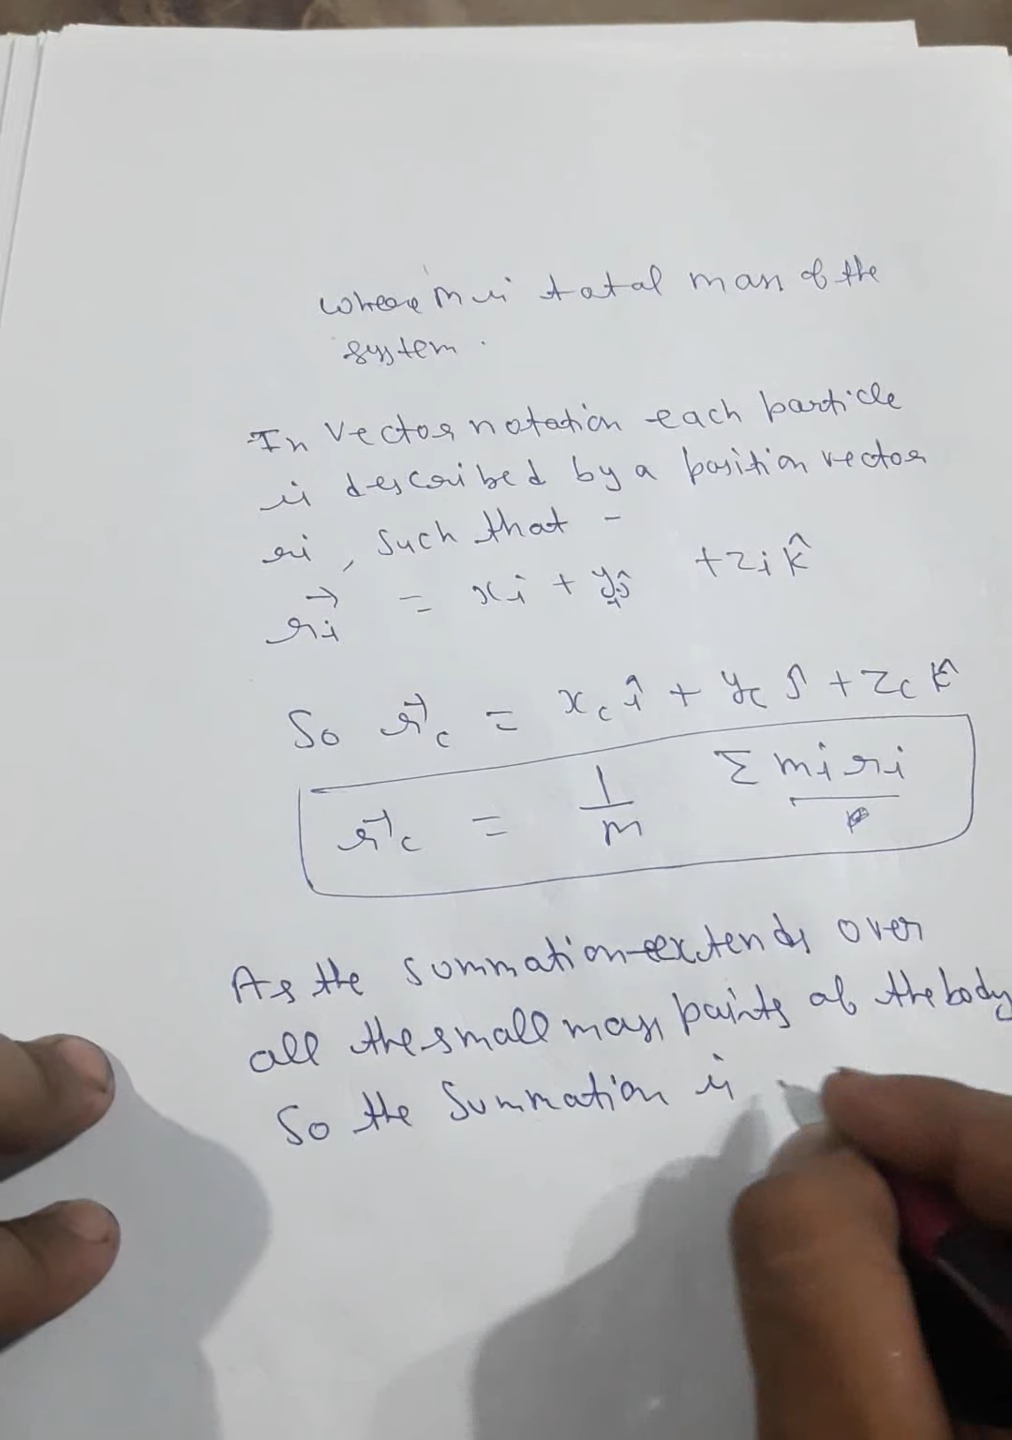 where m is total mass of the
system.
In vector notation each particle
is described by a position vector
ri, such that -
r⃗i = xi + yĵ + zi k̂
So r⃗c = xc î + yc ĵ + zc k̂
r⃗c = 1/m Σ mi ri
As the summation extends over
all the small mass points of the body
So the summation is